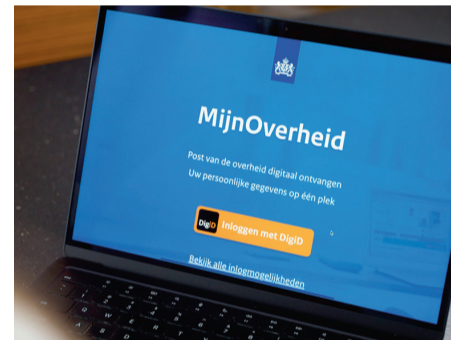 MijnOverheid
Post van de overheid digitaal ontvangen
Uw persoonlijke gegevens op één plek
DigiD
Inloggen met DigiD
Bekijk alle inlogmogelijkheden